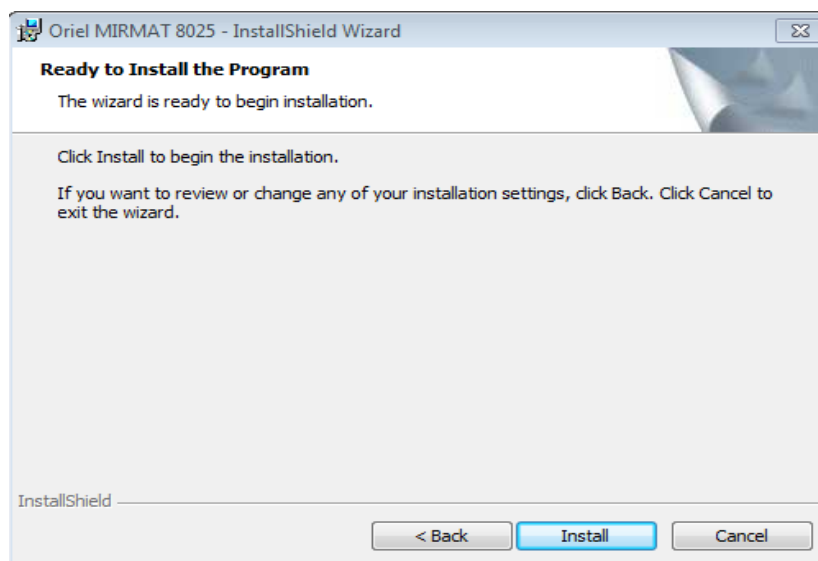 Oriel MIRMAT 8025 - InstallShield Wizard
Ready to Install the Program
The wizard is ready to begin installation.
Click Install to begin the installation.
If you want to review or change any of your installation settings, click Back. Click Cancel to
exit the wizard.
InstallShield
< Back
Install
Cancel